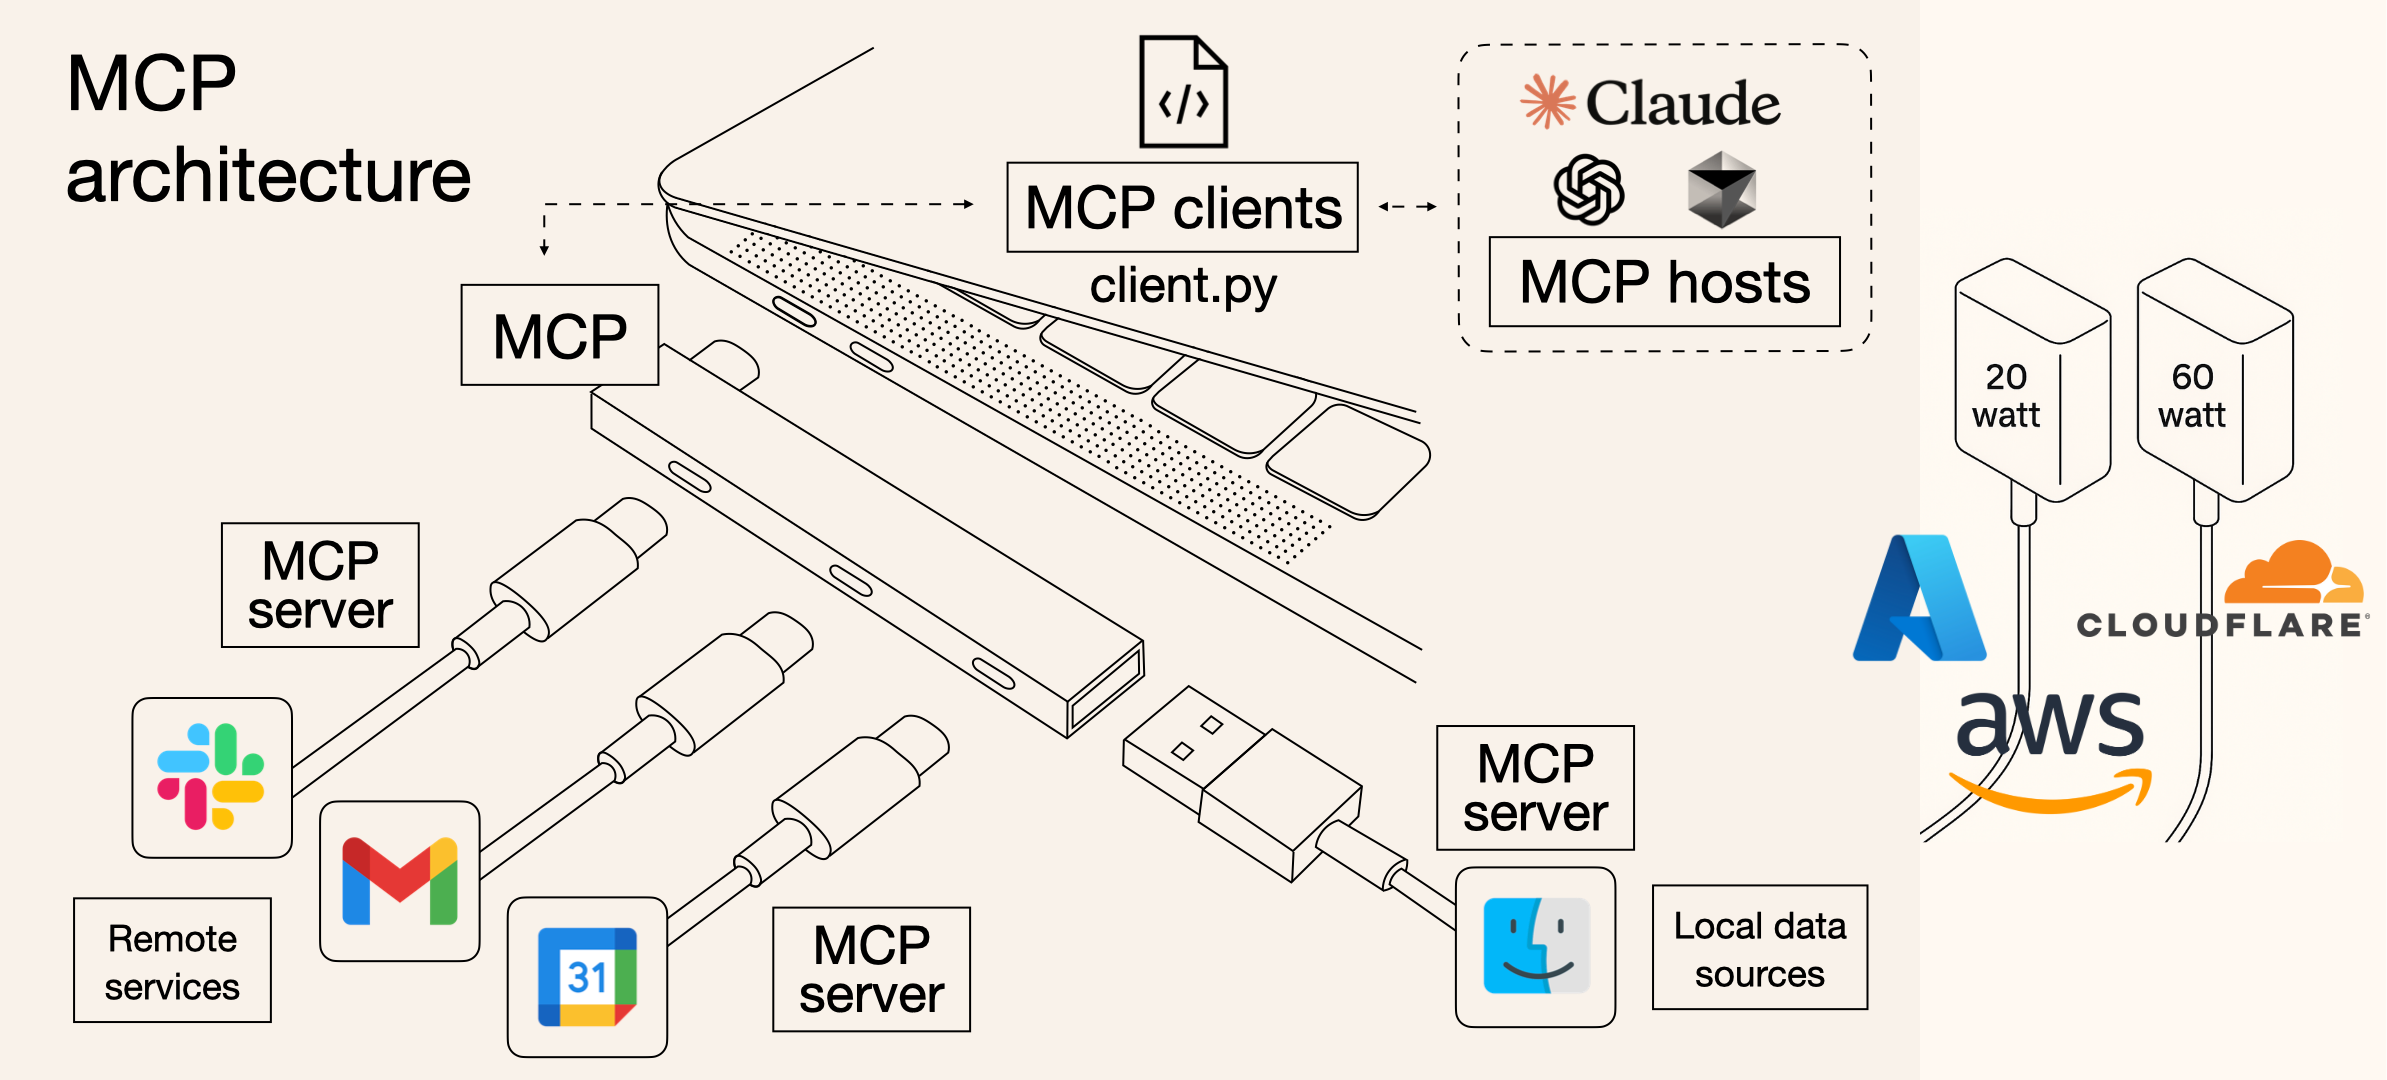 MCP
architecture
MCP clients
client.py
Claude
MCP hosts
MCP
20
watt
60
watt
MCP
server
CLOUDFLARE®
aws
MCP
server
Remote
services
31
MCP
server
Local data
sources